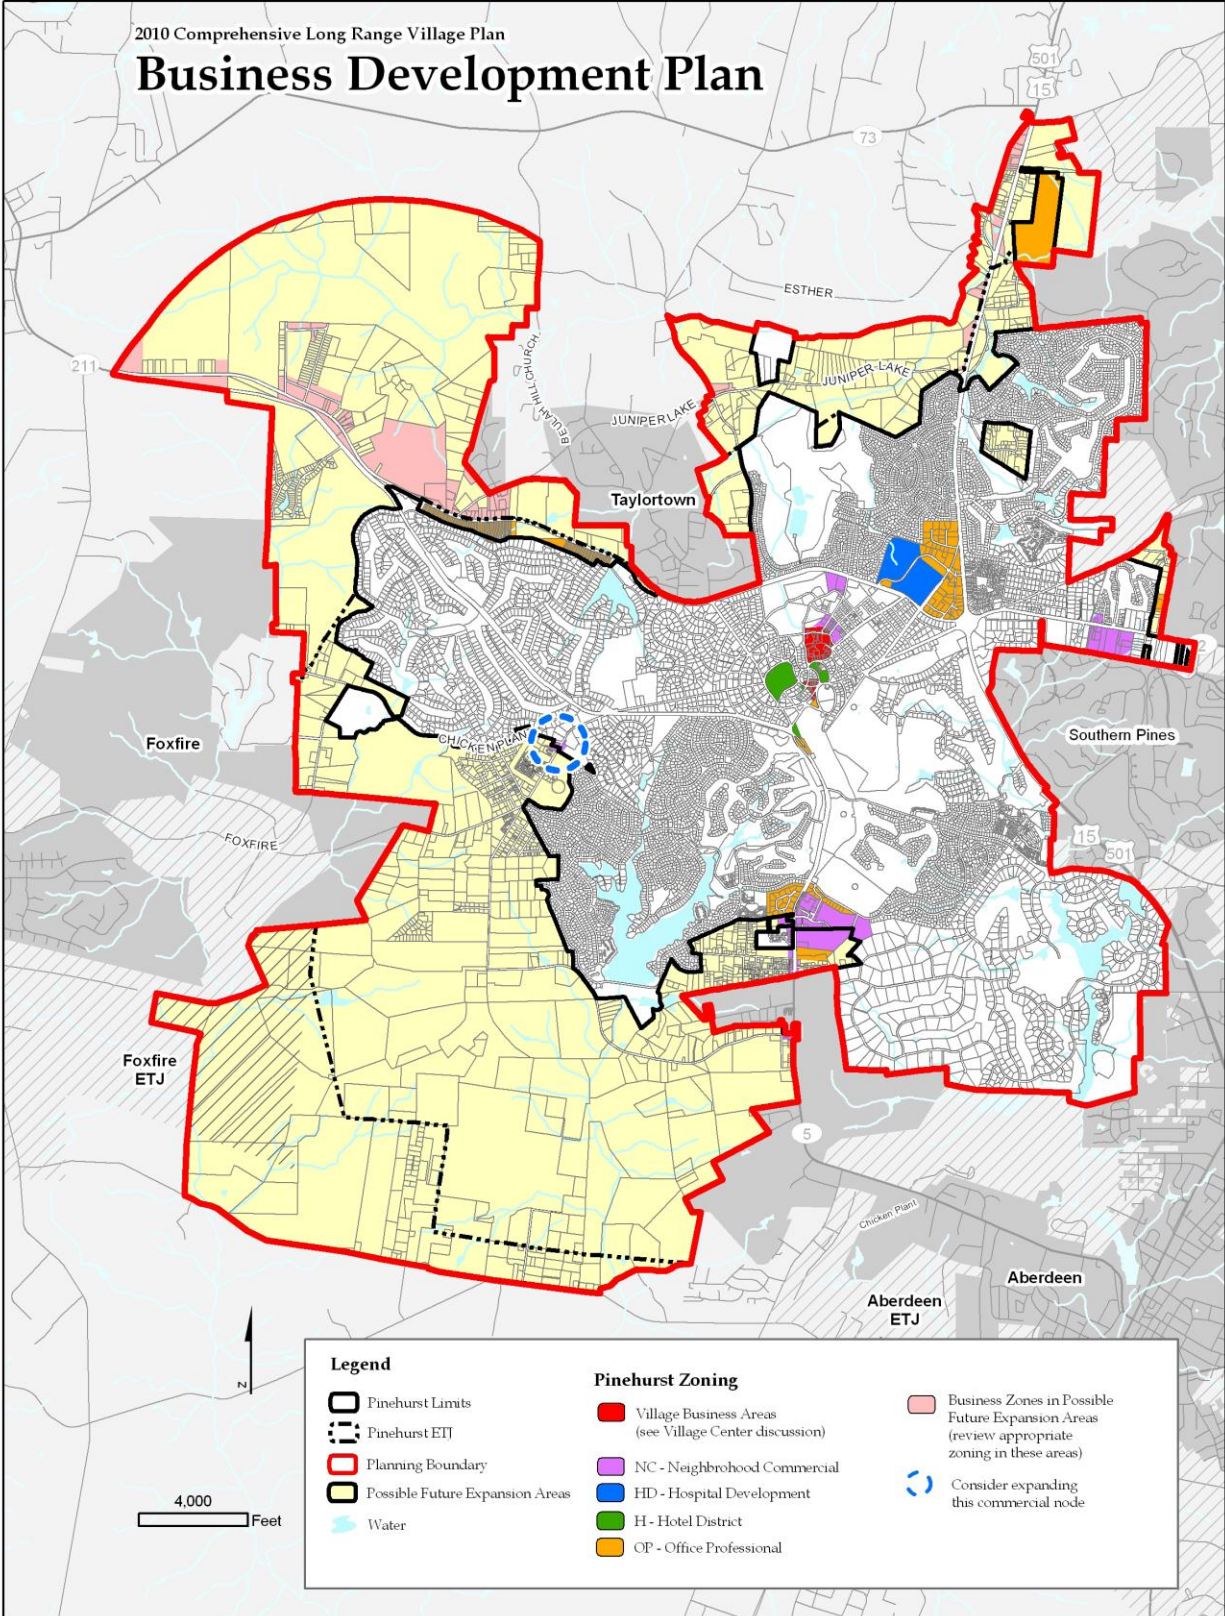 2010 Comprehensive Long Range Village Plan
Business Development Plan
501
15
73
ESTHER
211
BEULAH HILL CHURCH
JUNIPER LAKE
JUNIPER LAKE
Taylortown
2
Foxfire
CHICKEN PLAN
Southern Pines
FOXFIRE
15
501
Foxfire
ETJ
5
Chicken Plant
Aberdeen
Aberdeen
ETJ
N
4,000
Feet
Legend
Pinehurst Limits
Pinehurst ETJ
Planning Boundary
Possible Future Expansion Areas
Water
Pinehurst Zoning
Village Business Areas
(see Village Center discussion)
NC - Neighbrohood Commercial
HD - Hospital Development
H - Hotel District
OP - Office Professional
Business Zones in Possible
Future Expansion Areas
(review appropriate
zoning in these areas)
Consider expanding
this commercial node